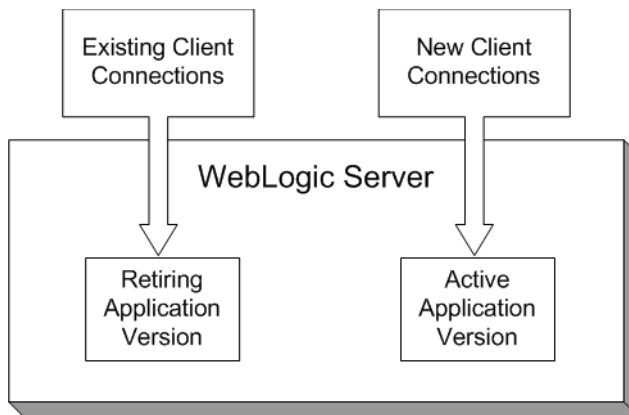 Existing Client
Connections
New Client
Connections
WebLogic Server
Retiring
Application
Version
Active
Application
Version